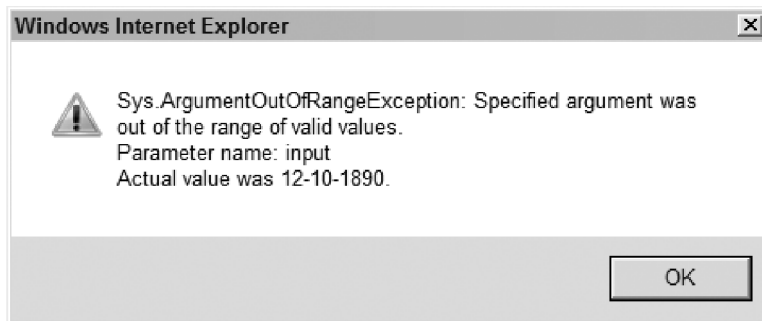 Windows Internet Explorer
Sys.ArgumentOutOfRangeException: Specified argument was
out of the range of valid values.
Parameter name: input
Actual value was 12-10-1890.
OK